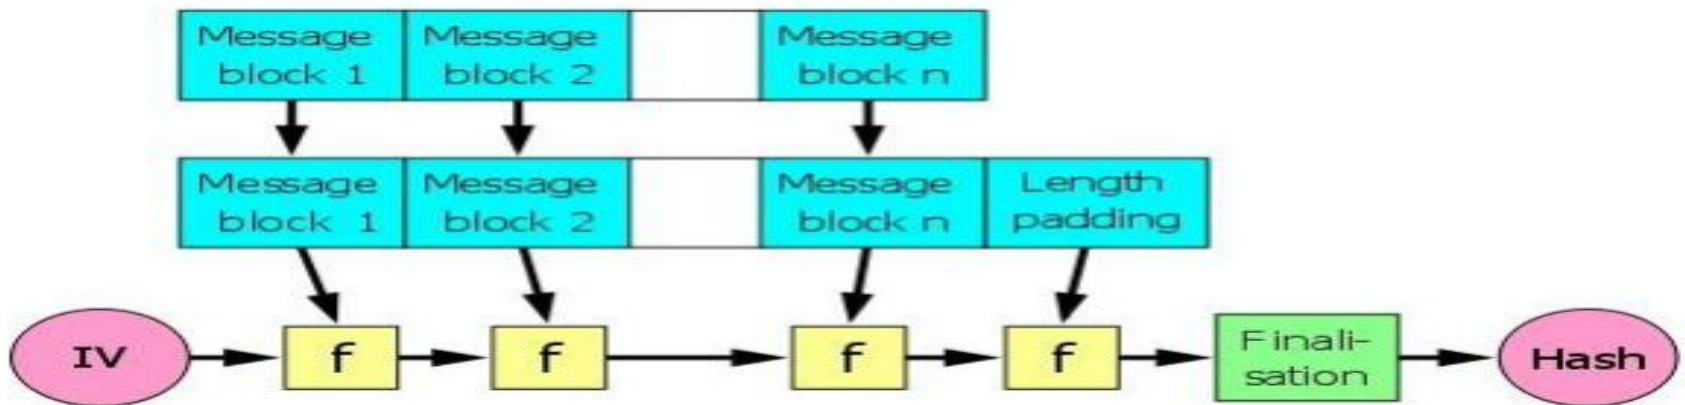 Message
block 1
Message
block 2
Message
block n
Message
block 1
Message
block 2
Message
block n
Length
padding
IV
f
f
f
f
Finali-
sation
Hash